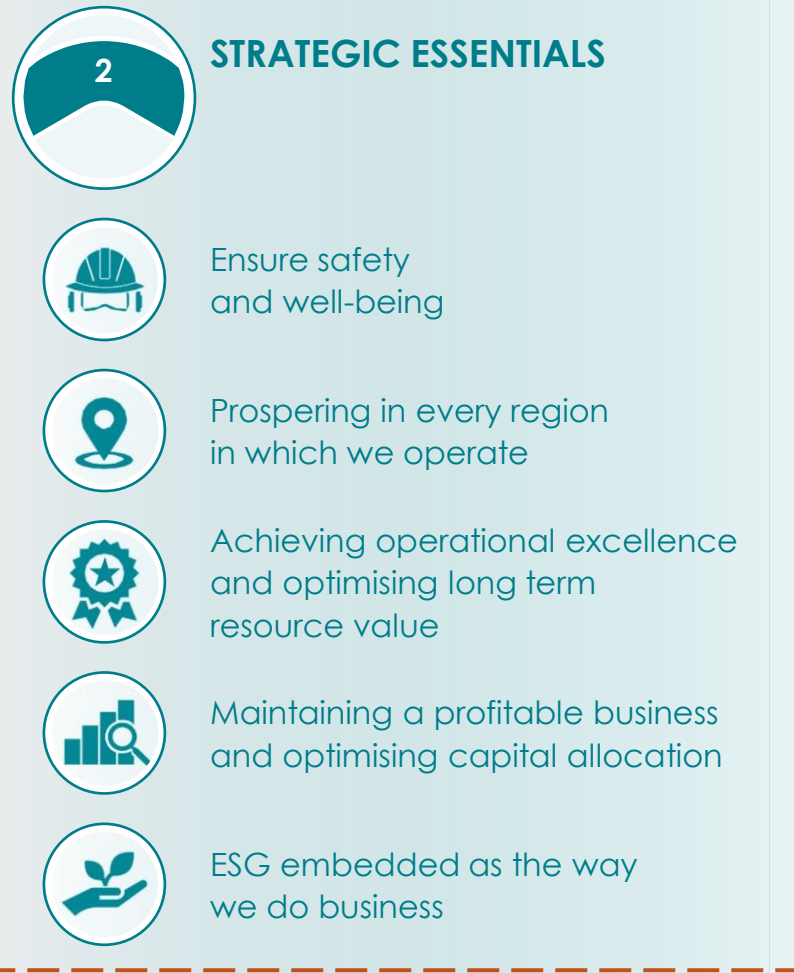 2
STRATEGIC ESSENTIALS
Ensure safety
and well-being
Prospering in every region
in which we operate
Achieving operational excellence
and optimising long term
resource value
Maintaining a profitable business
and optimising capital allocation
ESG embedded as the way
we do business